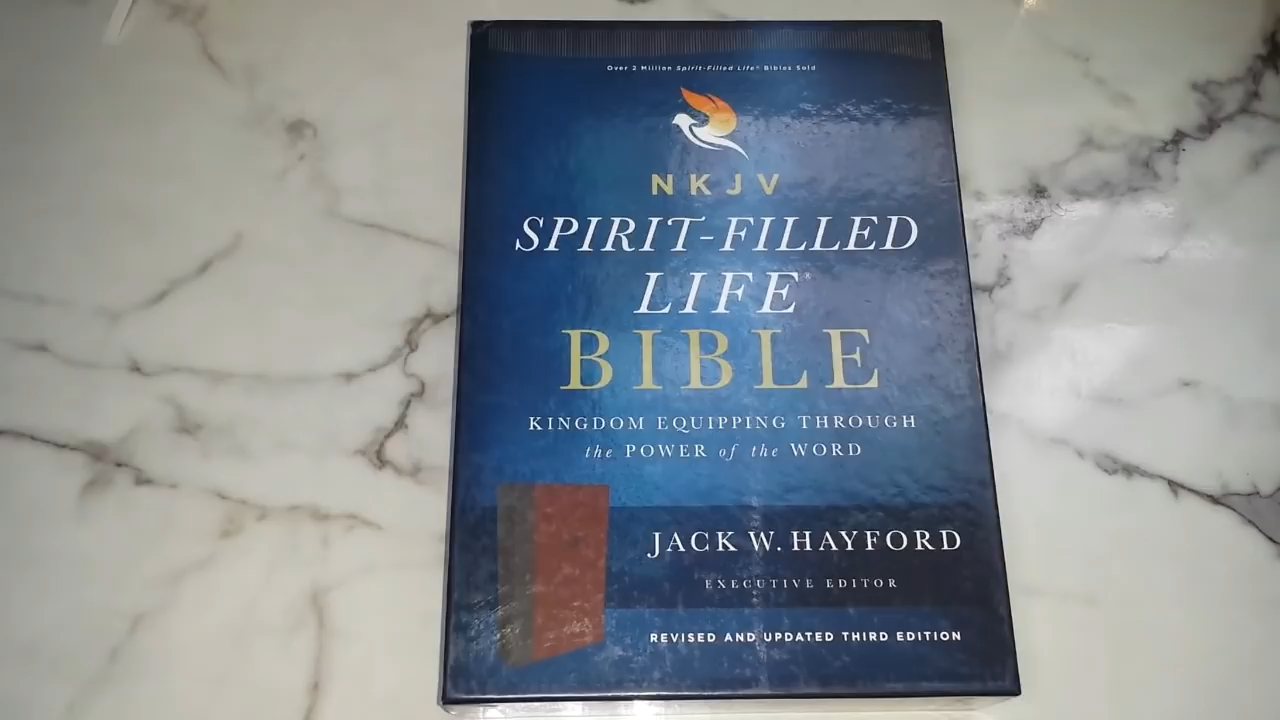 Over 2 Million Spirit-Filled Life® Bibles Sold
NKJV
SPIRIT-FILLED
LIFE®
BIBLE
KINGDOM EQUIPPING THROUGH
the POWER of the WORD
JACK W. HAYFORD
EXECUTIVE EDITOR
REVISED AND UPDATED THIRD EDITION